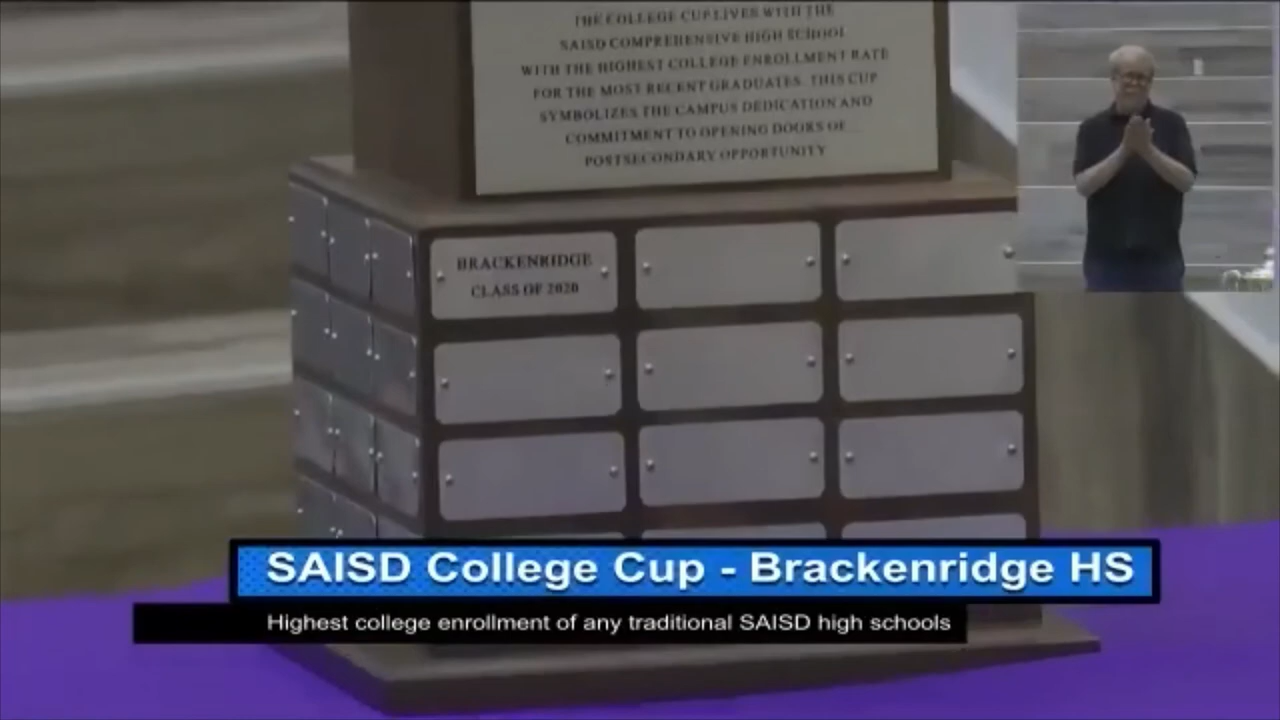 THE COLLEGE CUP LIVES WITH THE
SAISD COMPREHENSIVE HIGH SCHOOL
WITH THE HIGHEST COLLEGE ENROLLMENT RATE
FOR THE MOST RECENT GRADUATES. THIS CUP
SYMBOLIZES THE CAMPUS DEDICATION AND
COMMITMENT TO OPENING DOORS OF
POSTSECONDARY OPPORTUNITY
BRACKENRIDGE
CLASS OF 2020
SAISD College Cup - Brackenridge HS
Highest college enrollment of any traditional SAISD high schools